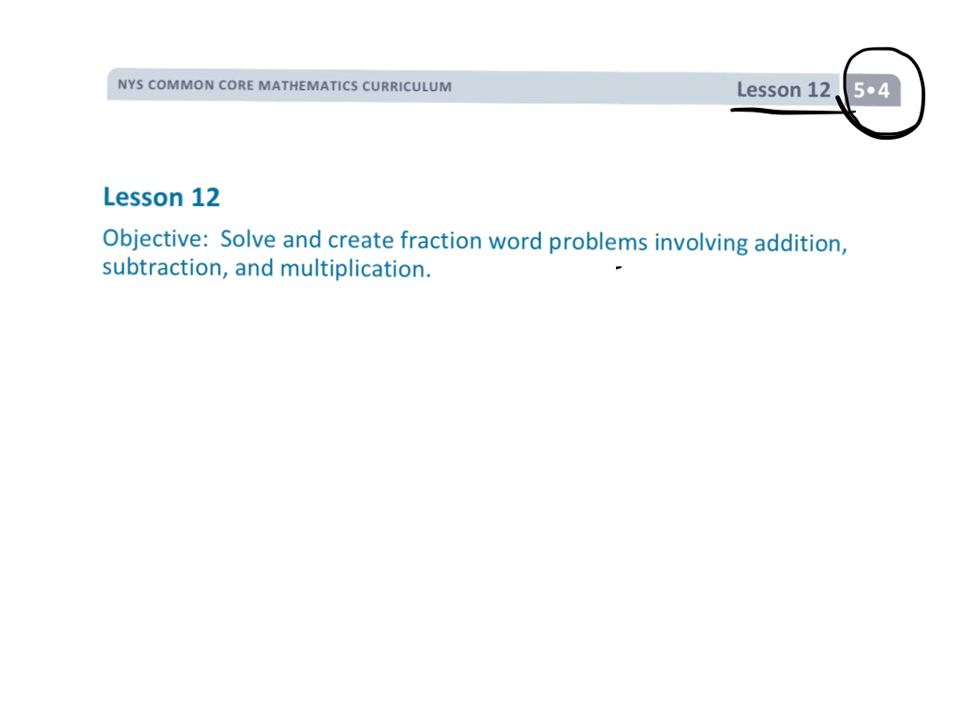 NYS COMMON CORE MATHEMATICS CURRICULUM Lesson 12 5•4
Lesson 12
Objective: Solve and create fraction word problems involving addition,
subtraction, and multiplication.